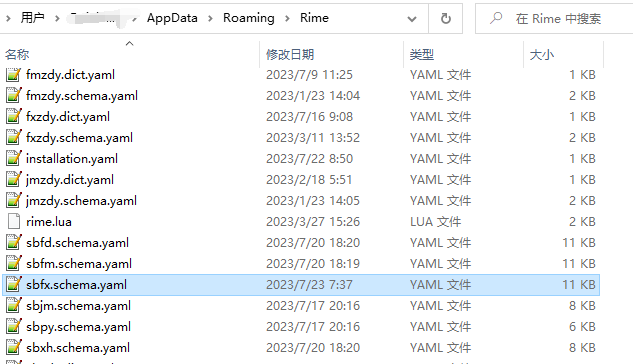 用户 > AppData > Roaming > Rime
在 Rime 中搜索
名称 修改日期 类型 大小
fmzdy.dict.yaml 2023/7/9 11:25 YAML 文件 1 KB
fmzdy.schema.yaml 2023/1/23 14:04 YAML 文件 2 KB
fxzdy.dict.yaml 2023/7/16 9:08 YAML 文件 1 KB
fxzdy.schema.yaml 2023/3/11 13:52 YAML 文件 2 KB
installation.yaml 2023/7/22 8:50 YAML 文件 1 KB
jmzdy.dict.yaml 2023/2/18 5:51 YAML 文件 1 KB
jmzdy.schema.yaml 2023/1/23 14:05 YAML 文件 2 KB
rime.lua 2023/3/27 15:26 LUA 文件 2 KB
sbfd.schema.yaml 2023/7/20 18:20 YAML 文件 11 KB
sbfm.schema.yaml 2023/7/20 18:19 YAML 文件 11 KB
sbfx.schema.yaml 2023/7/23 7:37 YAML 文件 11 KB
sbjm.schema.yaml 2023/7/17 20:16 YAML 文件 8 KB
sbpy.schema.yaml 2023/7/17 20:16 YAML 文件 6 KB
sbxh.schema.yaml 2023/7/20 18:20 YAML 文件 8 KB